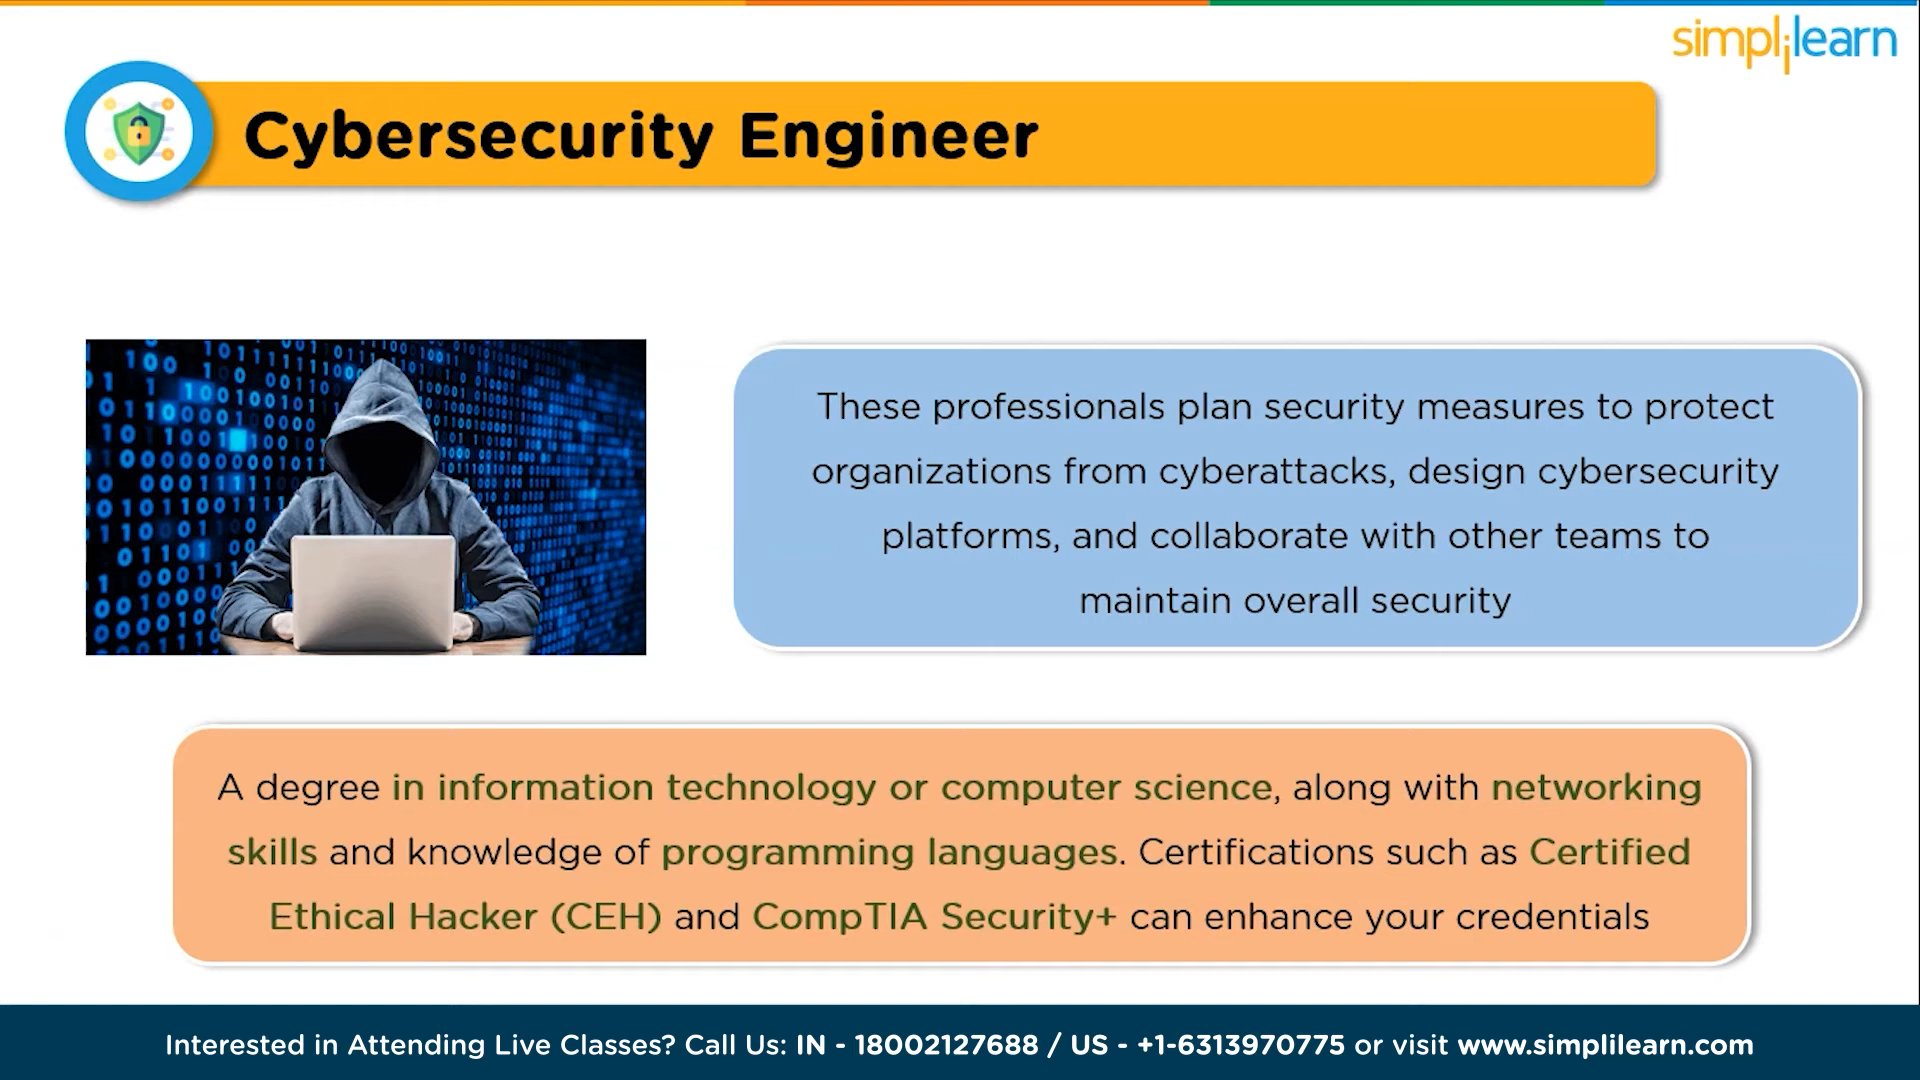 simplilearn
Cybersecurity Engineer
These professionals plan security measures to protect
organizations from cyberattacks, design cybersecurity
platforms, and collaborate with other teams to
maintain overall security
A degree in information technology or computer science, along with networking
skills and knowledge of programming languages. Certifications such as Certified
Ethical Hacker (CEH) and CompTIA Security+ can enhance your credentials
Interested in Attending Live Classes? Call Us: IN - 18002127688 / US - +1-6313970775 or visit www.simplilearn.com